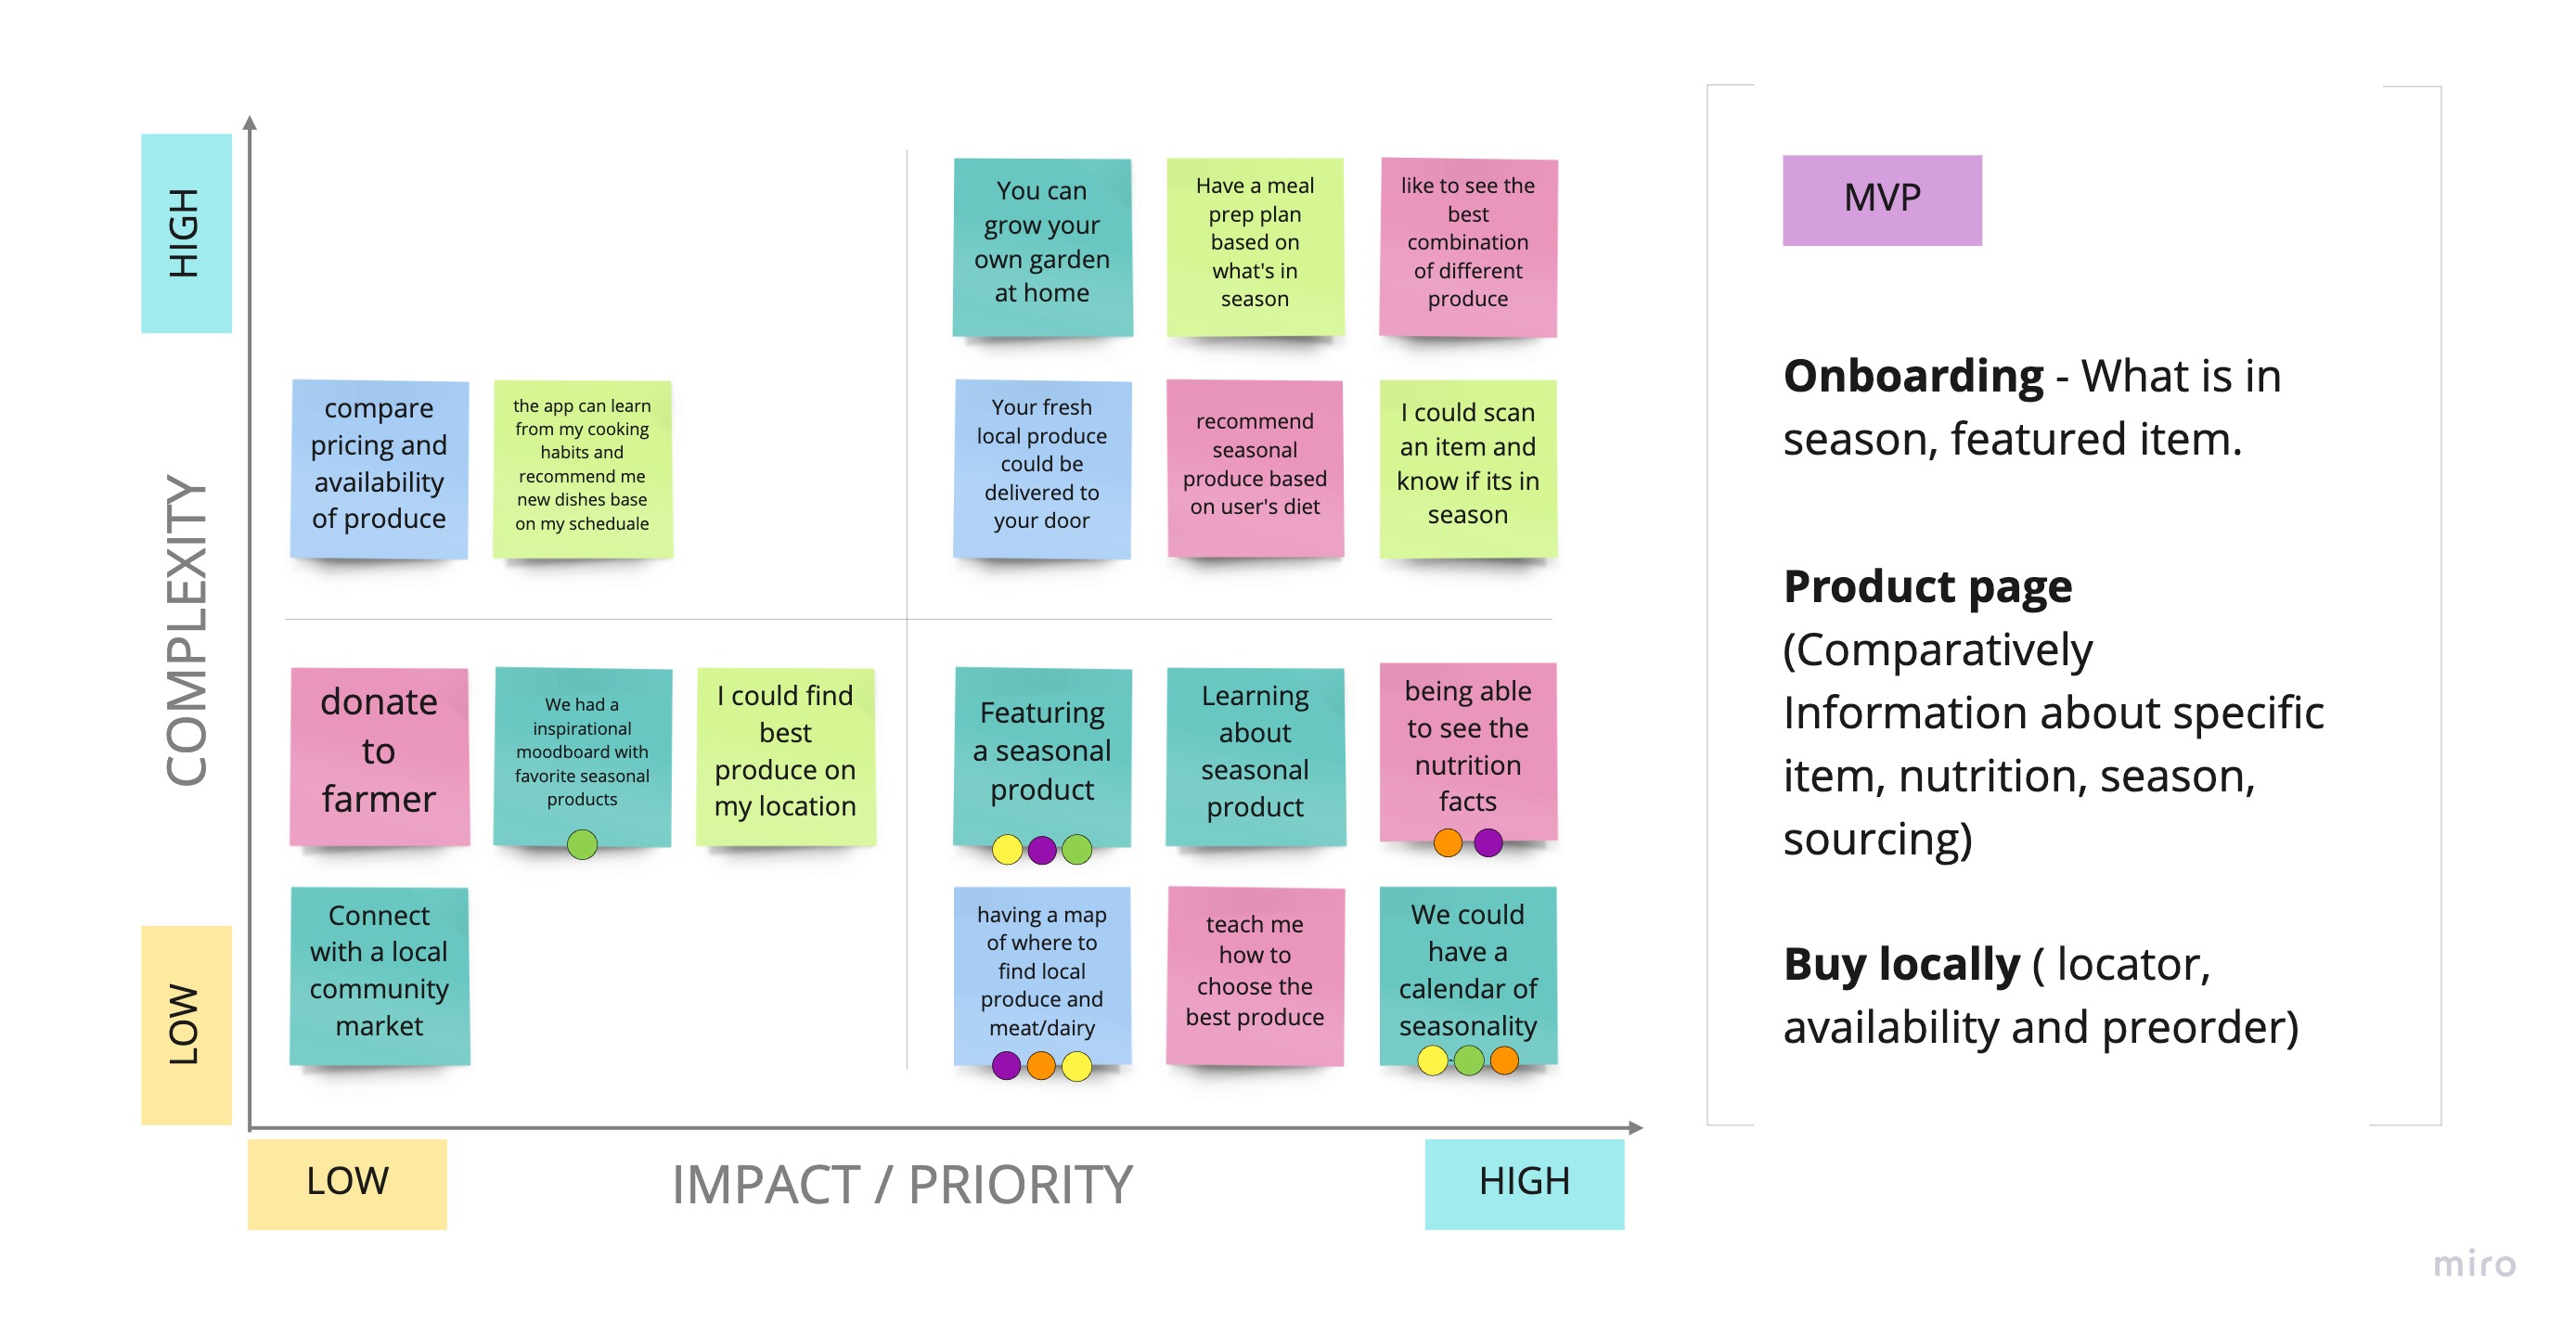 HIGH
COMPLEXITY
LOW
You can
grow your
own garden
at home
Have a meal
prep plan
based on
what's in
season
like to see the
best
combination
of different
produce
compare
pricing and
availability
of produce
the app can learn
from my cooking
habits and
recommend me
new dishes base
on my scheduale
Your fresh
local produce
could be
delivered to
your door
recommend
seasonal
produce based
on user's diet
I could scan
an item and
know if its in
season
donate
to
farmer
We had a
inspirational
moodboard with
favorite seasonal
products
I could find
best
produce on
my location
Featuring
a seasonal
product
Learning
about
seasonal
product
being able
to see the
nutrition
facts
Connect
with a local
community
market
having a map
of where to
find local
produce and
meat/dairy
teach me
how to
choose the
best produce
We could
have a
calendar of
seasonality
LOW
IMPACT / PRIORITY
HIGH
MVP
Onboarding - What is in
season, featured item.
Product page
(Comparatively
Information about specific
item, nutrition, season,
sourcing)
Buy locally ( locator,
availability and preorder)
miro